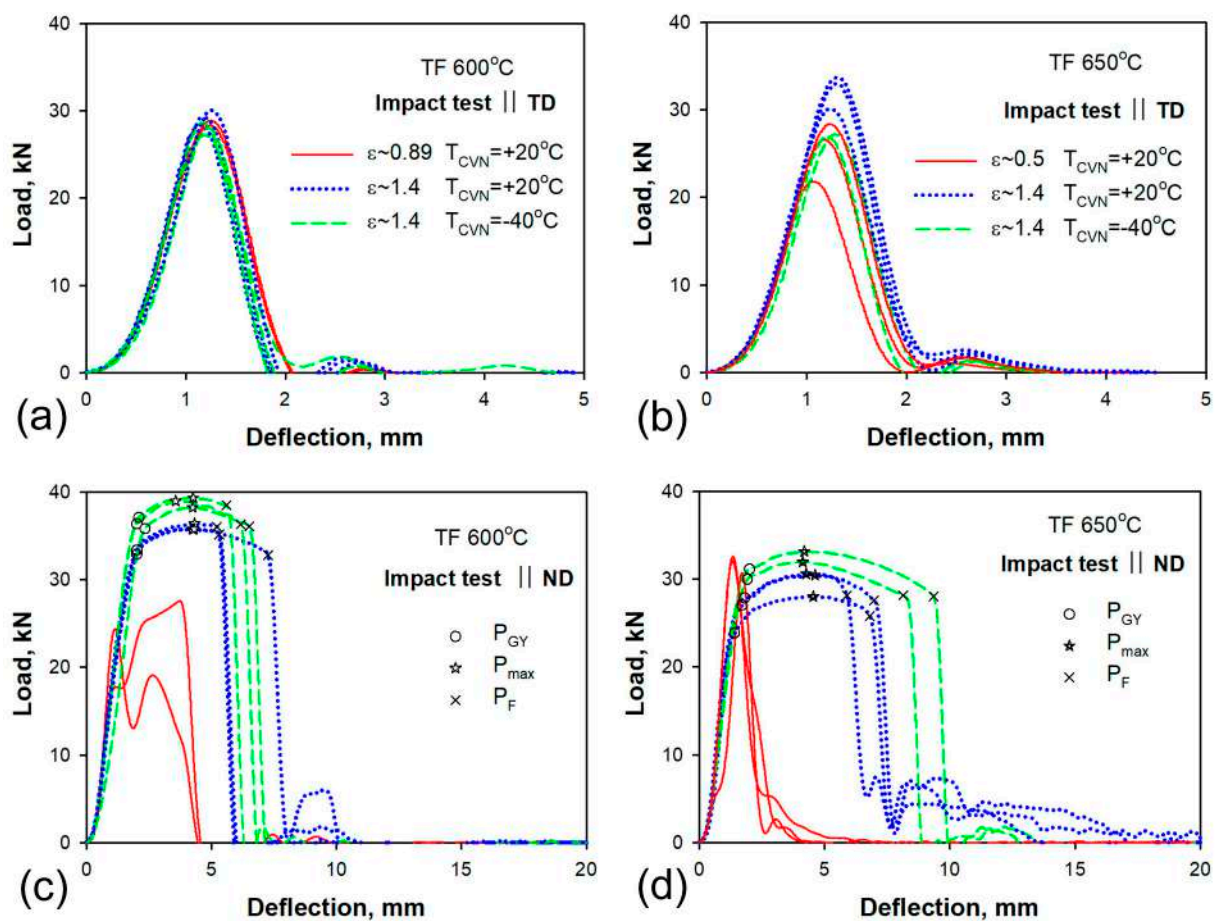 40
30
20
10
0
Load, kN
TF 600°C
Impact test || TD
ε~0.89 T_CVN=+20°C
ε~1.4 T_CVN=+20°C
ε~1.4 T_CVN=-40°C
0 1 2 3 4 5
Deflection, mm
(a)
40
30
20
10
0
Load, kN
TF 650°C
Impact test || TD
ε~0.5 T_CVN=+20°C
ε~1.4 T_CVN=+20°C
ε~1.4 T_CVN=-40°C
0 1 2 3 4 5
Deflection, mm
(b)
40
30
20
10
0
Load, kN
TF 600°C
Impact test || ND
P_GY
P_max
P_F
0 5 10 15 20
Deflection, mm
(c)
40
30
20
10
0
Load, kN
TF 650°C
Impact test || ND
P_GY
P_max
P_F
0 5 10 15 20
Deflection, mm
(d)